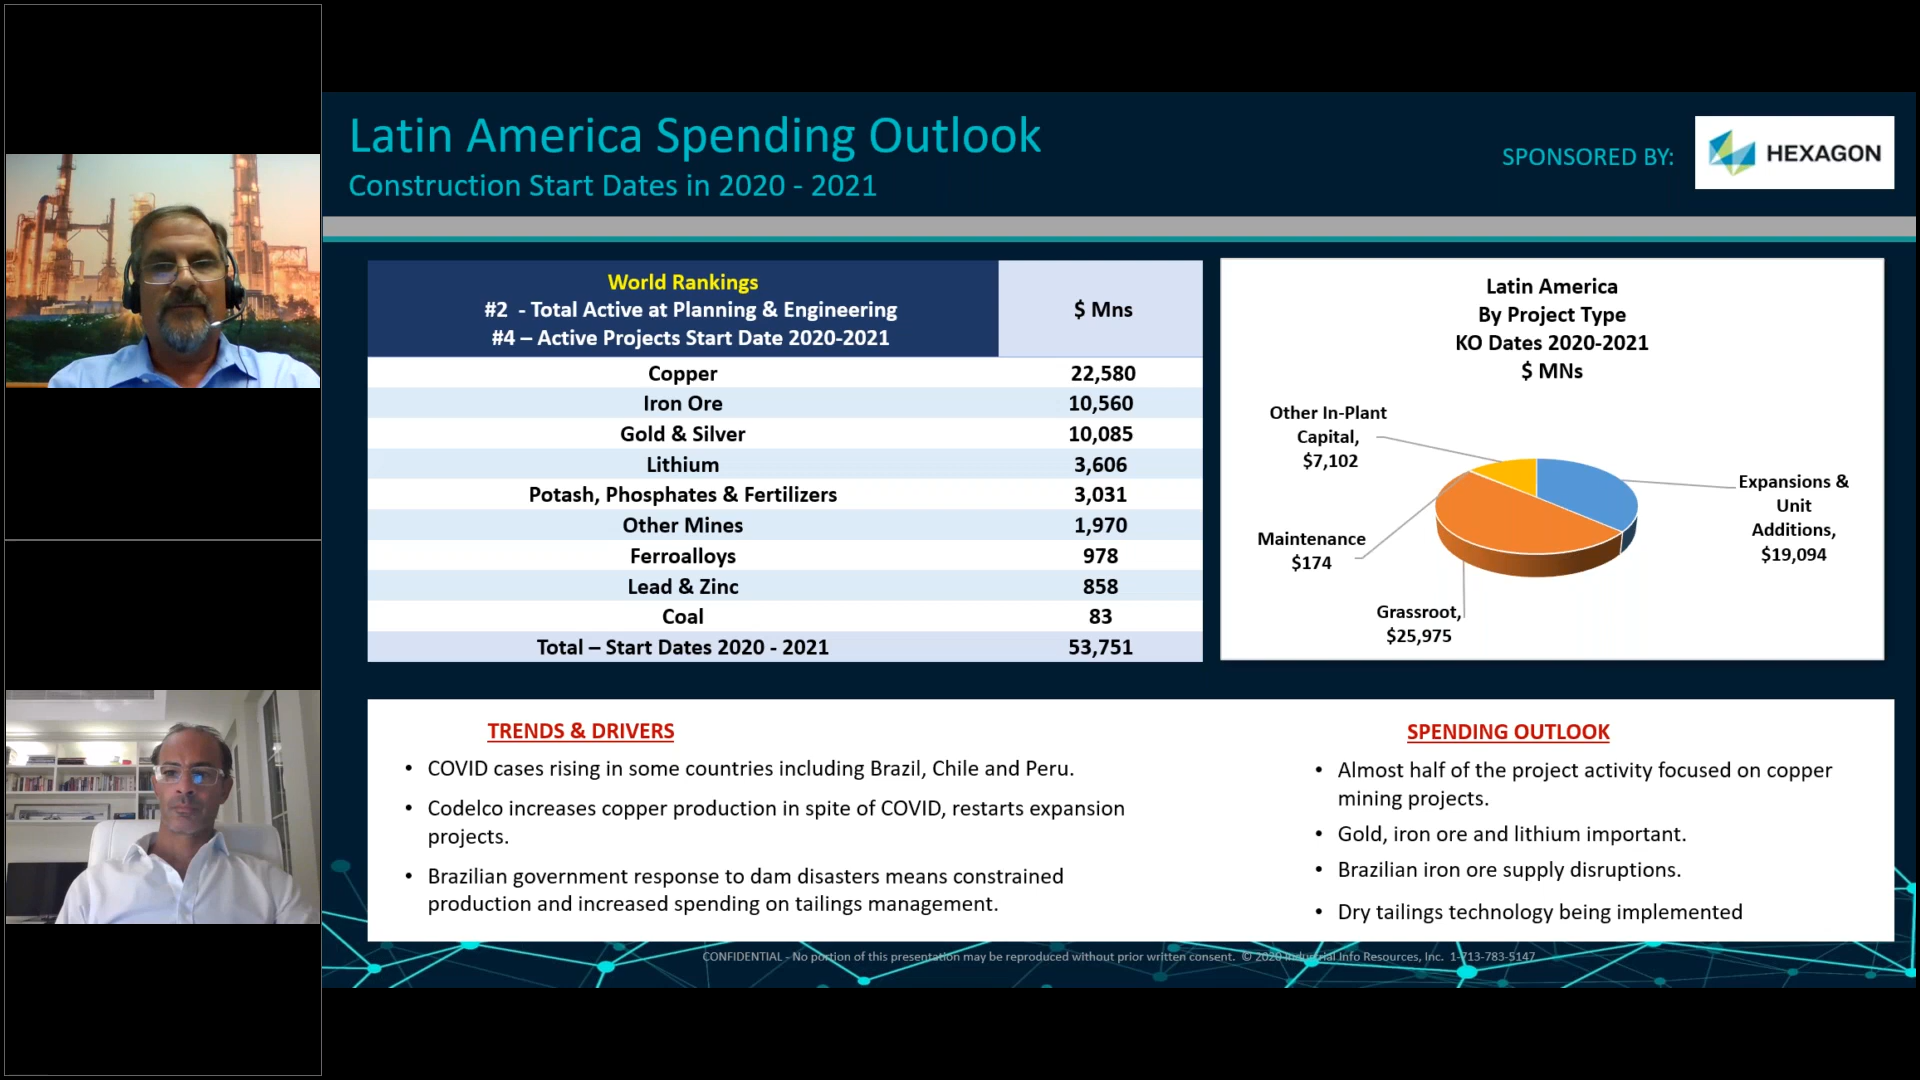 Latin America Spending Outlook
Construction Start Dates in 2020 - 2021
SPONSORED BY:
HEXAGON
World Rankings
#2 - Total Active at Planning & Engineering
#4 – Active Projects Start Date 2020-2021
$ Mns
Copper 22,580
Iron Ore 10,560
Gold & Silver 10,085
Lithium 3,606
Potash, Phosphates & Fertilizers 3,031
Other Mines 1,970
Ferroalloys 978
Lead & Zinc 858
Coal 83
Total – Start Dates 2020 - 2021 53,751
Latin America
By Project Type
KO Dates 2020-2021
$ MNs
Other In-Plant
Capital,
$7,102
Expansions &
Unit
Additions,
$19,094
Maintenance
$174
Grassroot,
$25,975
TRENDS & DRIVERS
• COVID cases rising in some countries including Brazil, Chile and Peru.
• Codelco increases copper production in spite of COVID, restarts expansion
projects.
• Brazilian government response to dam disasters means constrained
production and increased spending on tailings management.
SPENDING OUTLOOK
• Almost half of the project activity focused on copper
mining projects.
• Gold, iron ore and lithium important.
• Brazilian iron ore supply disruptions.
• Dry tailings technology being implemented
CONFIDENTIAL - No portion of this presentation may be reproduced without prior written consent. © 2020 Industrial Info Resources, Inc. 1-713-783-5147